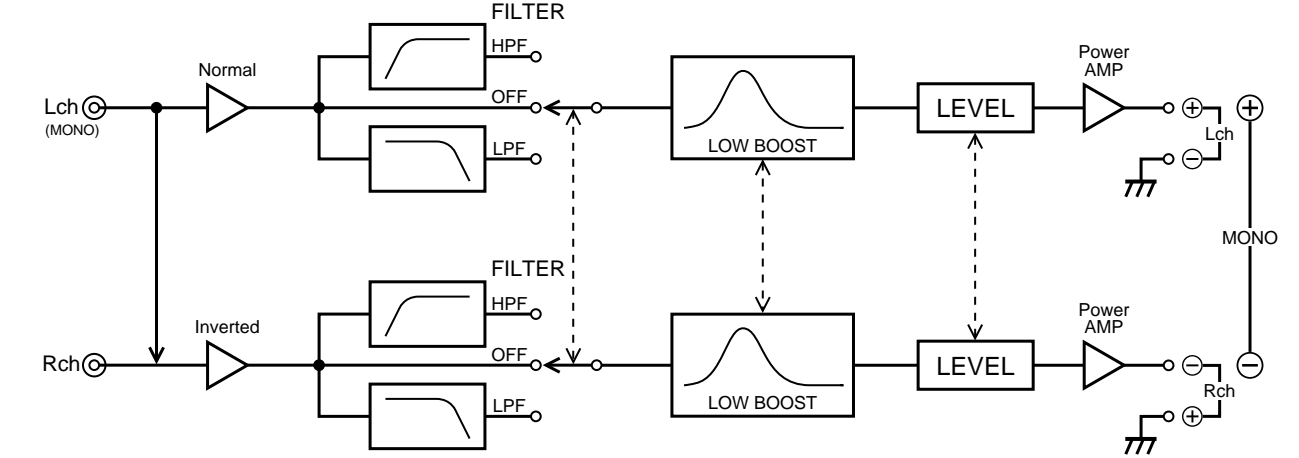 FILTER
HPF
Power
AMP
Normal
Lch
(MONO)
OFF
LEVEL
+
+
Lch
LPF
LOW BOOST
−
MONO
FILTER
HPF
Power
AMP
Inverted
Rch
OFF
LEVEL
−
−
Rch
LPF
LOW BOOST
+